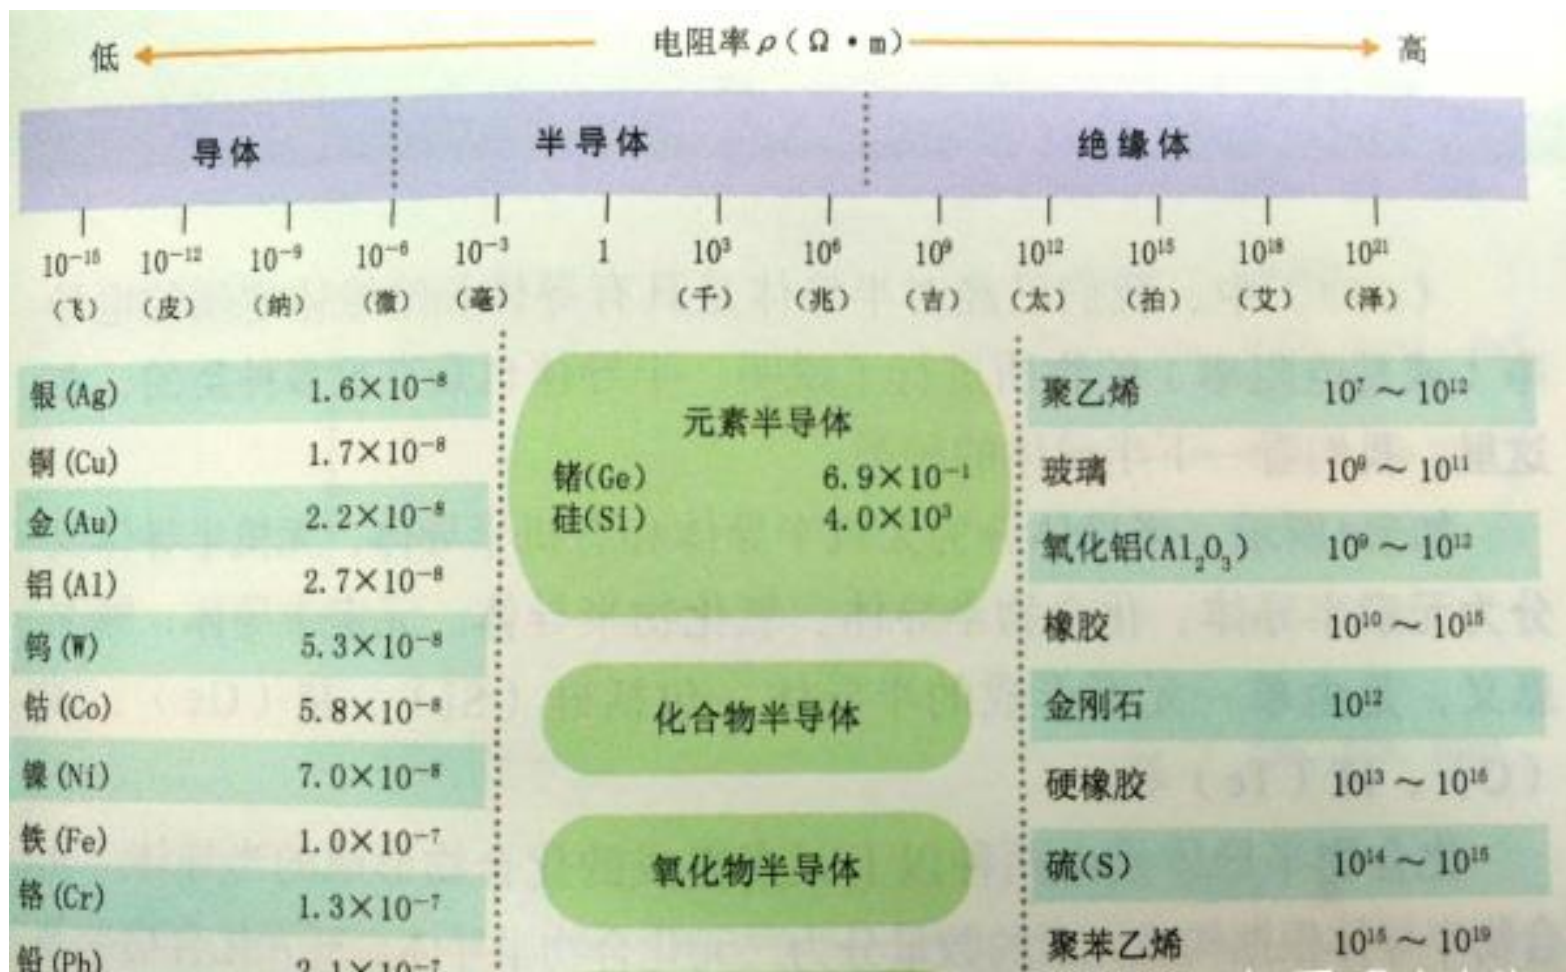 低 电阻率ρ(Ω·m) 高
导体 半导体 绝缘体
10⁻¹⁵ 10⁻¹² 10⁻⁹ 10⁻⁶ 10⁻³ 1 10³ 10⁶ 10⁹ 10¹² 10¹⁵ 10¹⁸ 10²¹
(飞) (皮) (纳) (微) (毫) (千) (兆) (吉) (太) (拍) (艾) (泽)
银(Ag) 1.6×10⁻⁸
铜(Cu) 1.7×10⁻⁸
金(Au) 2.2×10⁻⁸
铝(Al) 2.7×10⁻⁸
钨(W) 5.3×10⁻⁸
钴(Co) 5.8×10⁻⁸
镍(Ni) 7.0×10⁻⁸
铁(Fe) 1.0×10⁻⁷
铬(Cr) 1.3×10⁻⁷
铅(Pb) 2.1×10⁻⁷
元素半导体
锗(Ge) 6.9×10⁻¹
硅(Si) 4.0×10³
化合物半导体
氧化物半导体
聚乙烯 10⁷~10¹²
玻璃 10⁹~10¹¹
氧化铝(Al₂O₃) 10⁹~10¹²
橡胶 10¹⁰~10¹⁵
金刚石 10¹²
硬橡胶 10¹³~10¹⁶
硫(S)
聚苯乙烯